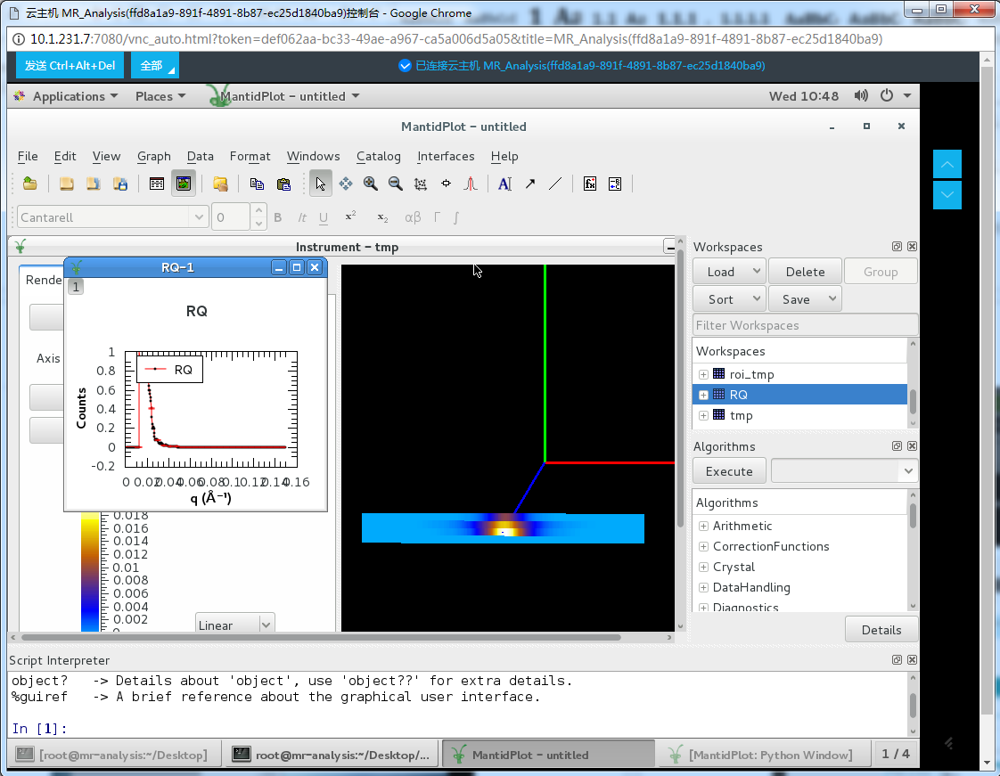 云主机 MR_Analysis(ffd8a1a9-891f-4891-8b87-ec25d1840ba9)控制台 - Google Chrome
10.1.231.7:7080/vnc_auto.html?token=def062aa-bc33-49ae-a967-ca5a006d5a05&title=MR_Analysis(ffd8a1a9-891f-4891-8b87-ec25d1840ba9)
发送 Ctrl+Alt+Del 全部 已连接云主机 MR_Analysis(ffd8a1a9-891f-4891-8b87-ec25d1840ba9)
Applications Places MantidPlot - untitled Wed 10:48
MantidPlot - untitled
File Edit View Graph Data Format Windows Catalog Interfaces Help
Cantarell 0 B It U x² x₂ αβ Γ ∫
Instrument - tmp
Rende
Axis
RQ-1
1
RQ
RQ
Counts
1
0.8
0.6
0.4
0.2
0
-0.2
0 0.02 0.04 0.06 0.08 0.1 0.12 0.14 0.16
q (Å⁻¹)
0.018
0.016
0.014
0.012
0.01
0.008
0.006
0.004
0.002
0
Linear
Workspaces
Load Delete Group
Sort Save
Filter Workspaces
Workspaces
roi_tmp
RQ
tmp
Algorithms
Execute
Algorithms
Arithmetic
CorrectionFunctions
Crystal
DataHandling
Diagnostics
Details
Script Interpreter
object? -> Details about 'object', use 'object??' for extra details.
%guiref -> A brief reference about the graphical user interface.
In [1]:
[root@mr-analysis:~/Desktop] root@mr-analysis:~/Desktop/... MantidPlot - untitled [MantidPlot: Python Window] 1 / 4